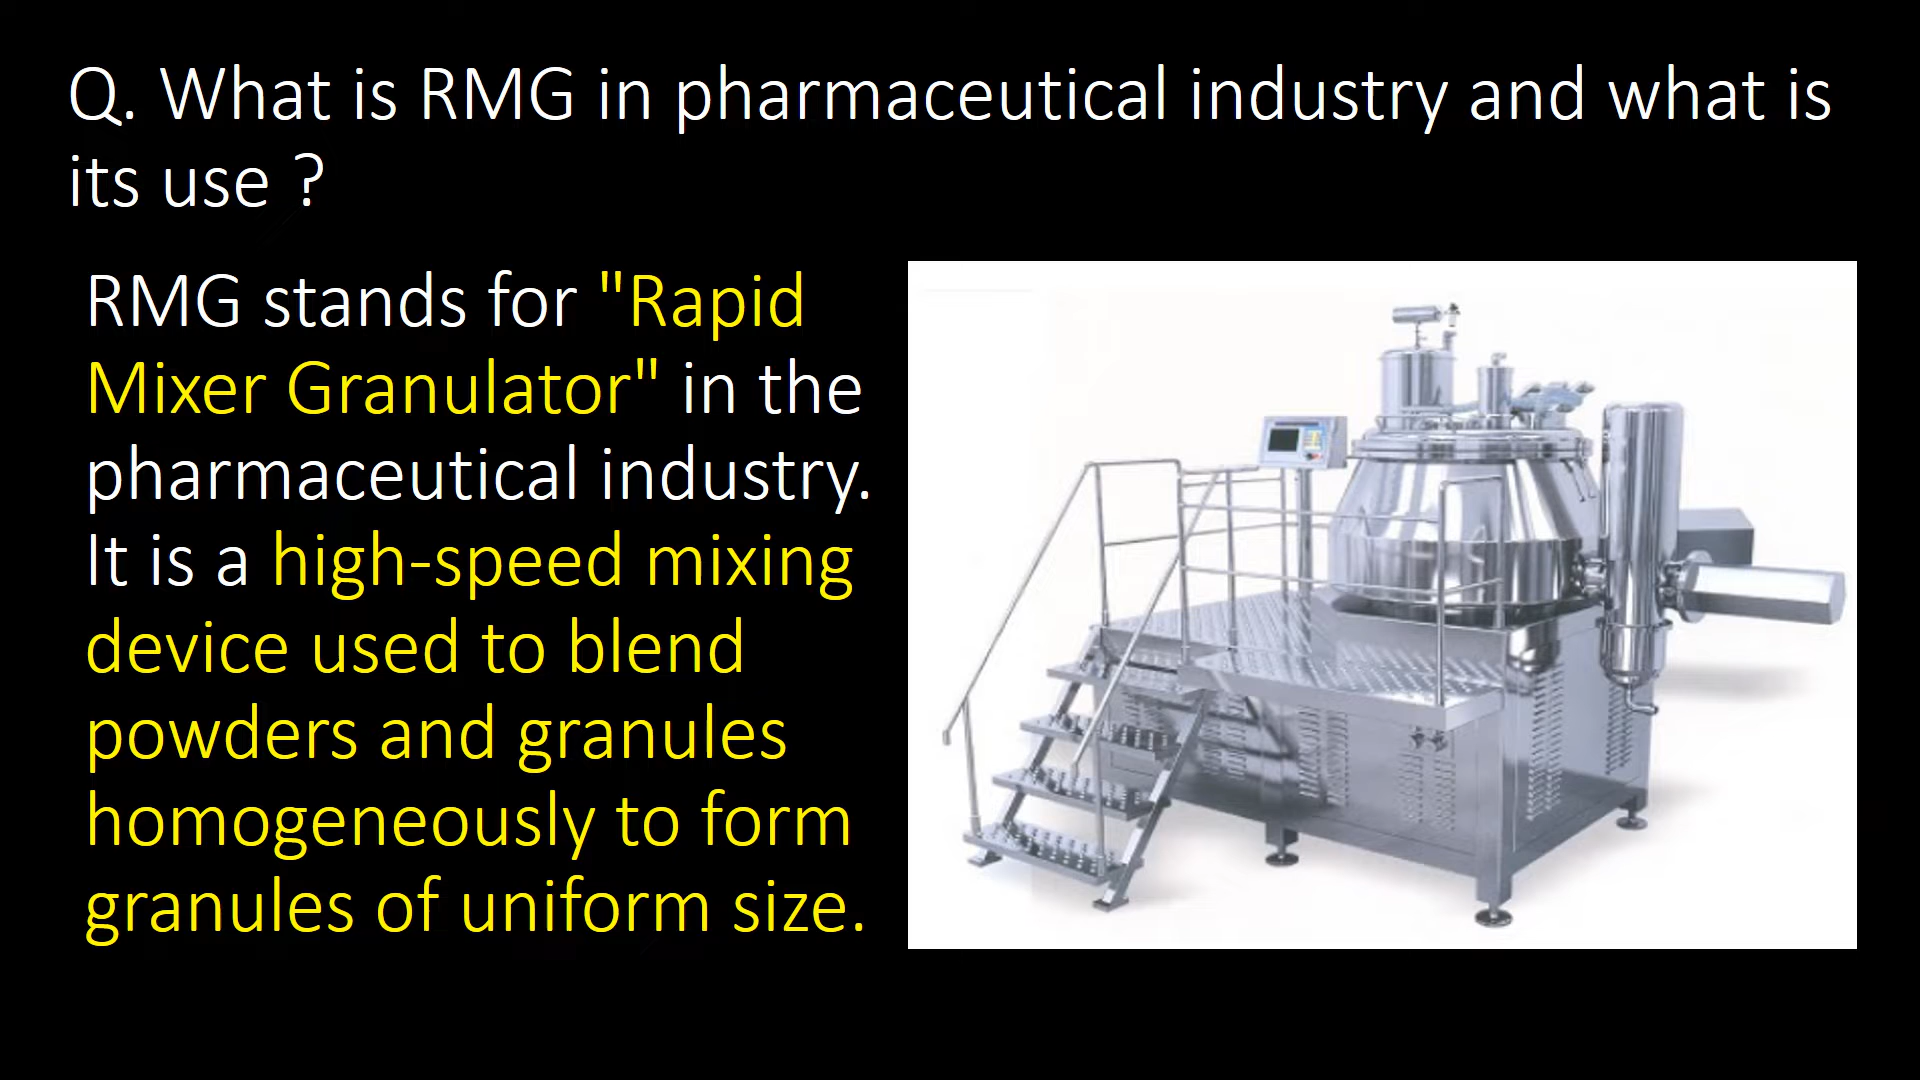 Q. What is RMG in pharmaceutical industry and what is
its use ?
RMG stands for "Rapid
Mixer Granulator" in the
pharmaceutical industry.
It is a high-speed mixing
device used to blend
powders and granules
homogeneously to form
granules of uniform size.